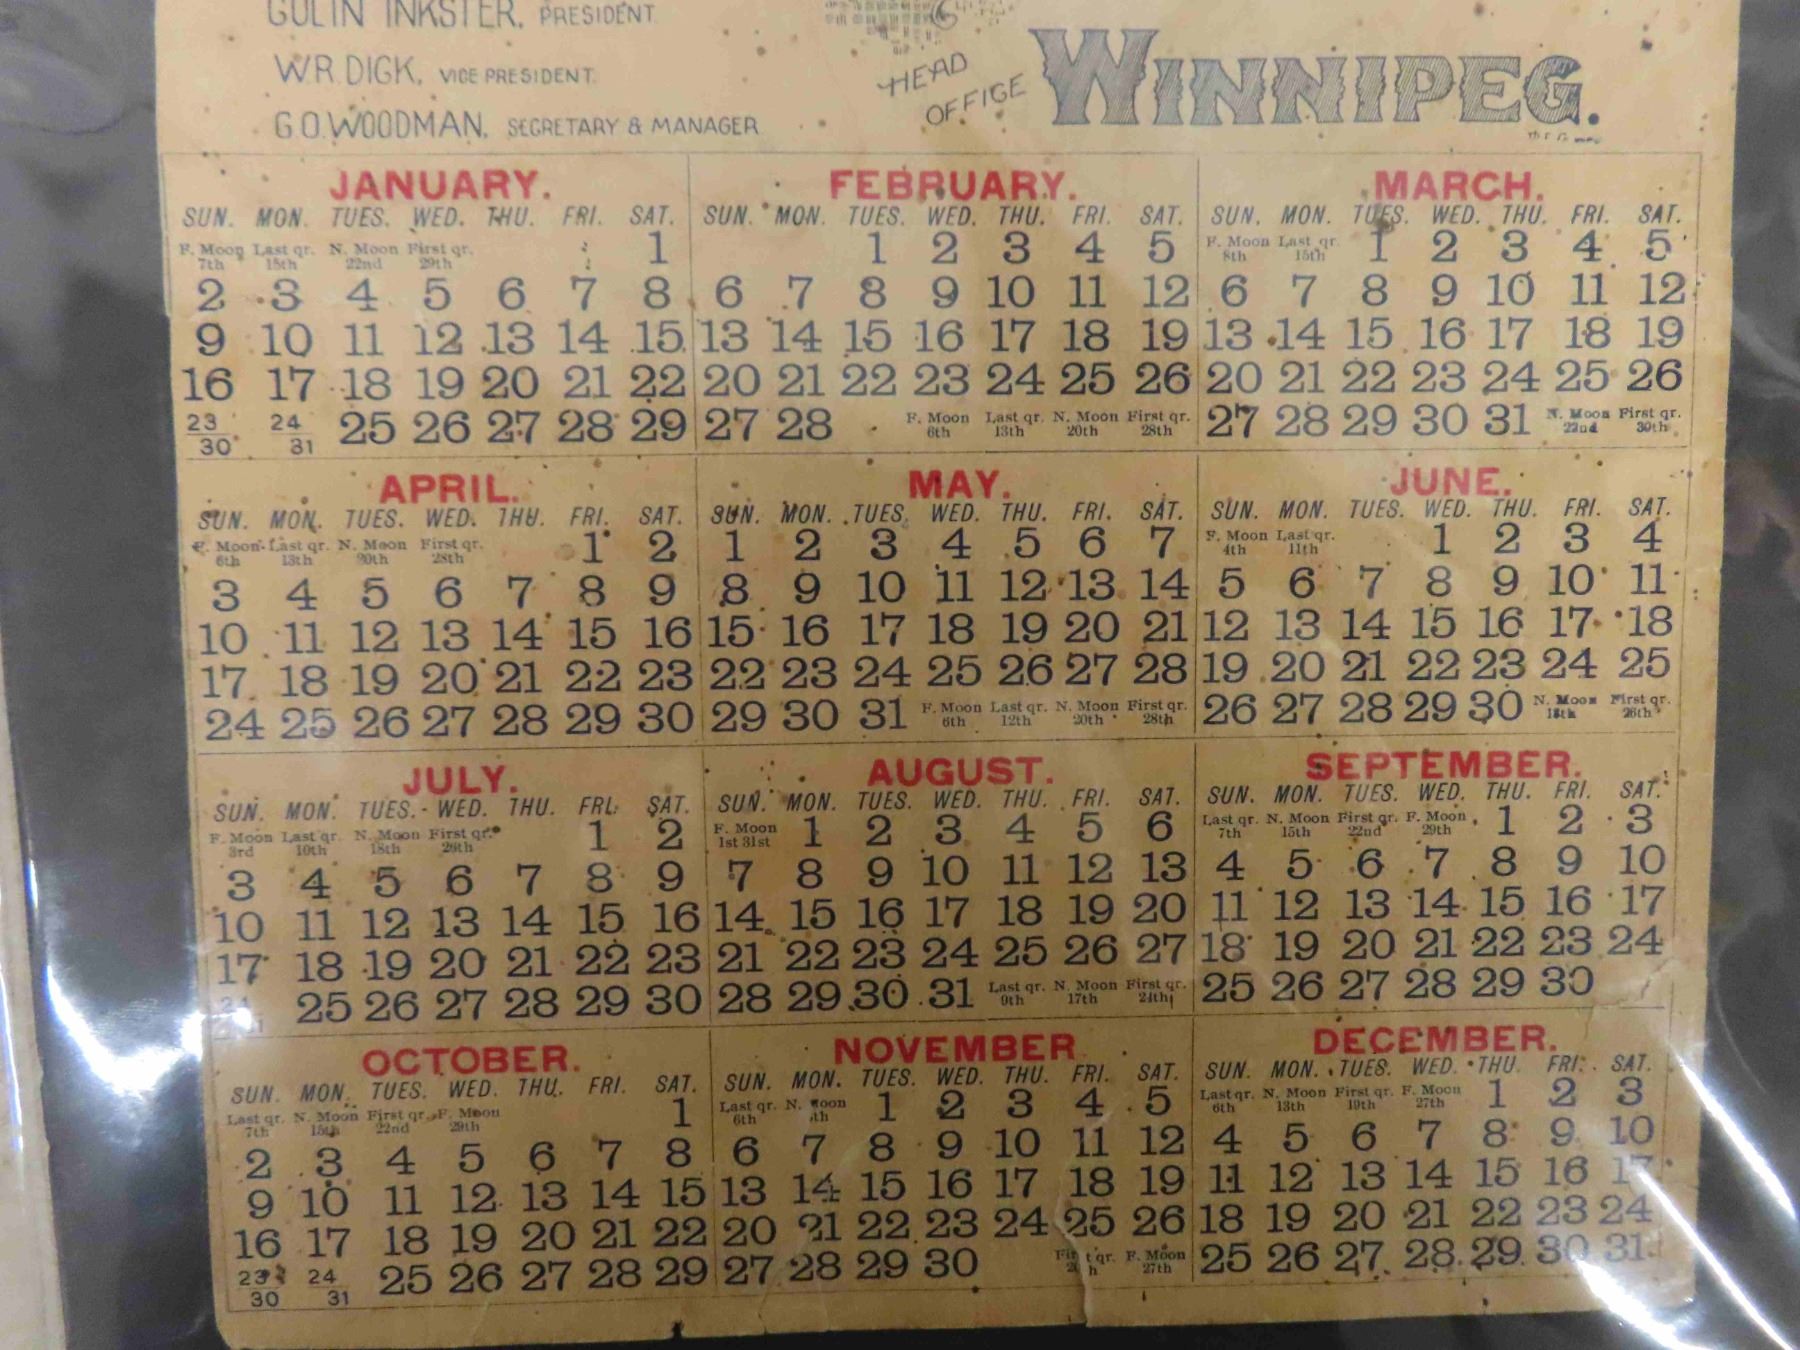 COLIN INKSTER, PRESIDENT
W.R. DICK, VICE PRESIDENT.
G.O. WOODMAN, SECRETARY & MANAGER
HEAD
OFFICE
WINNIPEG.
JANUARY.
SUN. MON. TUES. WED. THU. FRI. SAT.
F. Moon 7th Last qr. 15th N. Moon 22nd First qr. 29th 1
2 3 4 5 6 7 8
9 10 11 12 13 14 15
16 17 18 19 20 21 22
23/30 24/31 25 26 27 28 29
FEBRUARY.
SUN. MON. TUES. WED. THU. FRI. SAT.
1 2 3 4 5
6 7 8 9 10 11 12
13 14 15 16 17 18 19
20 21 22 23 24 25 26
27 28 F. Moon 6th Last qr. 13th N. Moon 20th First qr. 28th
MARCH.
SUN. MON. TUES. WED. THU. FRI. SAT.
F. Moon 8th Last qr. 15th 1 2 3 4 5
6 7 8 9 10 11 12
13 14 15 16 17 18 19
20 21 22 23 24 25 26
27 28 29 30 31 N. Moon 22nd First qr. 30th
APRIL.
SUN. MON. TUES. WED. THU. FRI. SAT.
F. Moon 6th Last qr. 13th N. Moon 20th First qr. 28th 1 2
3 4 5 6 7 8 9
10 11 12 13 14 15 16
17 18 19 20 21 22 23
24 25 26 27 28 29 30
MAY.
SUN. MON. TUES. WED. THU. FRI. SAT.
1 2 3 4 5 6 7
8 9 10 11 12 13 14
15 16 17 18 19 20 21
22 23 24 25 26 27 28
29 30 31 F. Moon 6th Last qr. 12th N. Moon 20th First qr. 28th
JUNE.
SUN. MON. TUES. WED. THU. FRI. SAT.
F. Moon 4th Last qr. 11th 1 2 3 4
5 6 7 8 9 10 11
12 13 14 15 16 17 18
19 20 21 22 23 24 25
26 27 28 29 30 N. Moon First qr. 26th
JULY.
SUN. MON. TUES. WED. THU. FRI. SAT.
F. Moon 3rd Last qr. 10th N. Moon 18th First qr. 26th 1 2
3 4 5 6 7 8 9
10 11 12 13 14 15 16
17 18 19 20 21 22 23
24 25 26 27 28 29 30
AUGUST.
SUN. MON. TUES. WED. THU. FRI. SAT.
F. Moon 1st 31st 1 2 3 4 5 6
7 8 9 10 11 12 13
14 15 16 17 18 19 20
21 22 23 24 25 26 27
28 29 30 31 Last qr. 9th N. Moon 17th First qr. 24th
SEPTEMBER.
SUN. MON. TUES. WED. THU. FRI. SAT.
Last qr. 7th N. Moon 15th First qr. 22nd F. Moon 29th 1 2 3
4 5 6 7 8 9 10
11 12 13 14 15 16 17
18 19 20 21 22 23 24
25 26 27 28 29 30
OCTOBER.
SUN. MON. TUES. WED. THU. FRI. SAT.
Last qr. 7th N. Moon 15th First qr. 22nd F. Moon 29th 1
2 3 4 5 6 7 8
9 10 11 12 13 14 15
16 17 18 19 20 21 22
23/30 24/31 25 26 27 28 29
NOVEMBER
SUN. MON. TUES. WED. THU. FRI. SAT.
Last qr. 6th N. Moon 1 2 3 4 5
6 7 8 9 10 11 12
13 14 15 16 17 18 19
20 21 22 23 24 25 26
27 28 29 30 First qr. F. Moon 27th
DECEMBER.
SUN. MON. TUES. WED. THU. FRI. SAT.
Last qr. 6th N. Moon 13th First qr. 19th F. Moon 27th 1 2 3
4 5 6 7 8 9 10
11 12 13 14 15 16 17
18 19 20 21 22 23 24
25 26 27 28 29 30 31